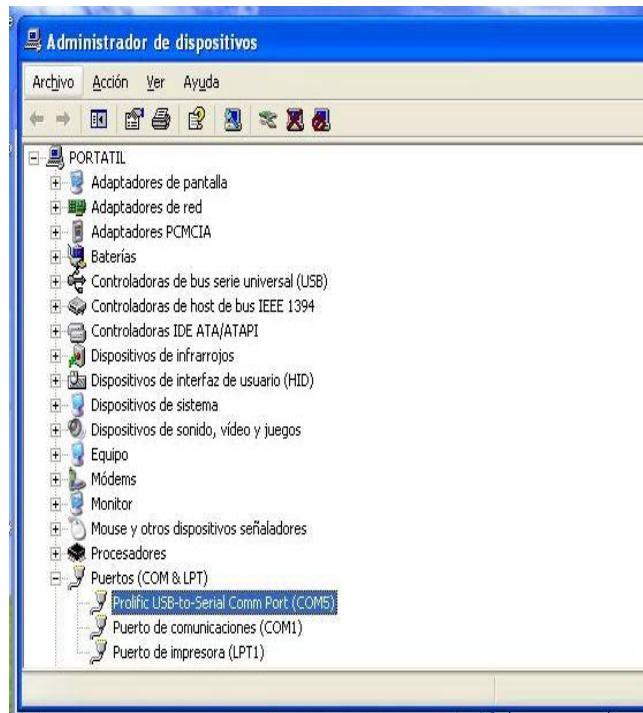 Administrador de dispositivos
Archivo Acción Ver Ayuda
PORTATIL
Adaptadores de pantalla
Adaptadores de red
Adaptadores PCMCIA
Baterías
Controladoras de bus serie universal (USB)
Controladoras de host de bus IEEE 1394
Controladoras IDE ATA/ATAPI
Dispositivos de infrarrojos
Dispositivos de interfaz de usuario (HID)
Dispositivos de sistema
Dispositivos de sonido, vídeo y juegos
Equipo
Módems
Monitor
Mouse y otros dispositivos señaladores
Procesadores
Puertos (COM & LPT)
Prolific USB-to-Serial Comm Port (COM5)
Puerto de comunicaciones (COM1)
Puerto de impresora (LPT1)